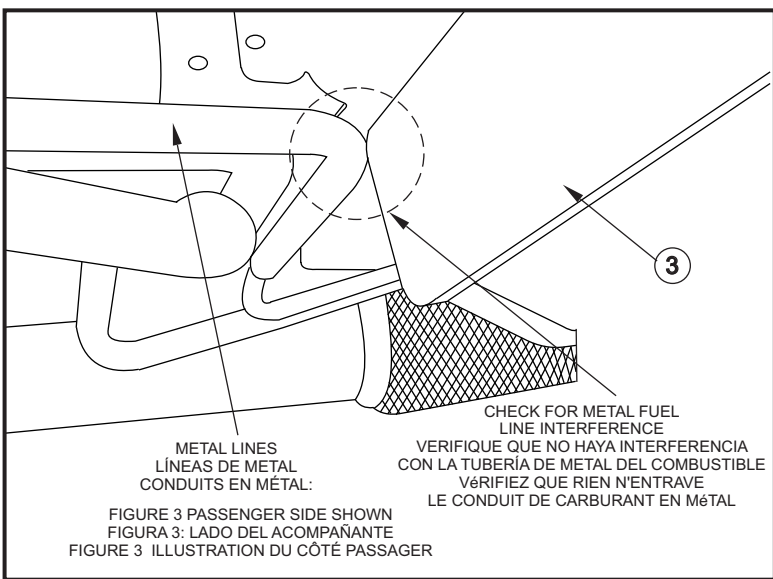 3
METAL LINES
LÍNEAS DE METAL
CONDUITS EN MÉTAL:
FIGURE 3 PASSENGER SIDE SHOWN
FIGURA 3: LADO DEL ACOMPAÑANTE
FIGURE 3 ILLUSTRATION DU CÔTÉ PASSAGER
CHECK FOR METAL FUEL
LINE INTERFERENCE
VERIFIQUE QUE NO HAYA INTERFERENCIA
CON LA TUBERÍA DE METAL DEL COMBUSTIBLE
VéRIFIEZ QUE RIEN N'ENTRAVE
LE CONDUIT DE CARBURANT EN MéTAL